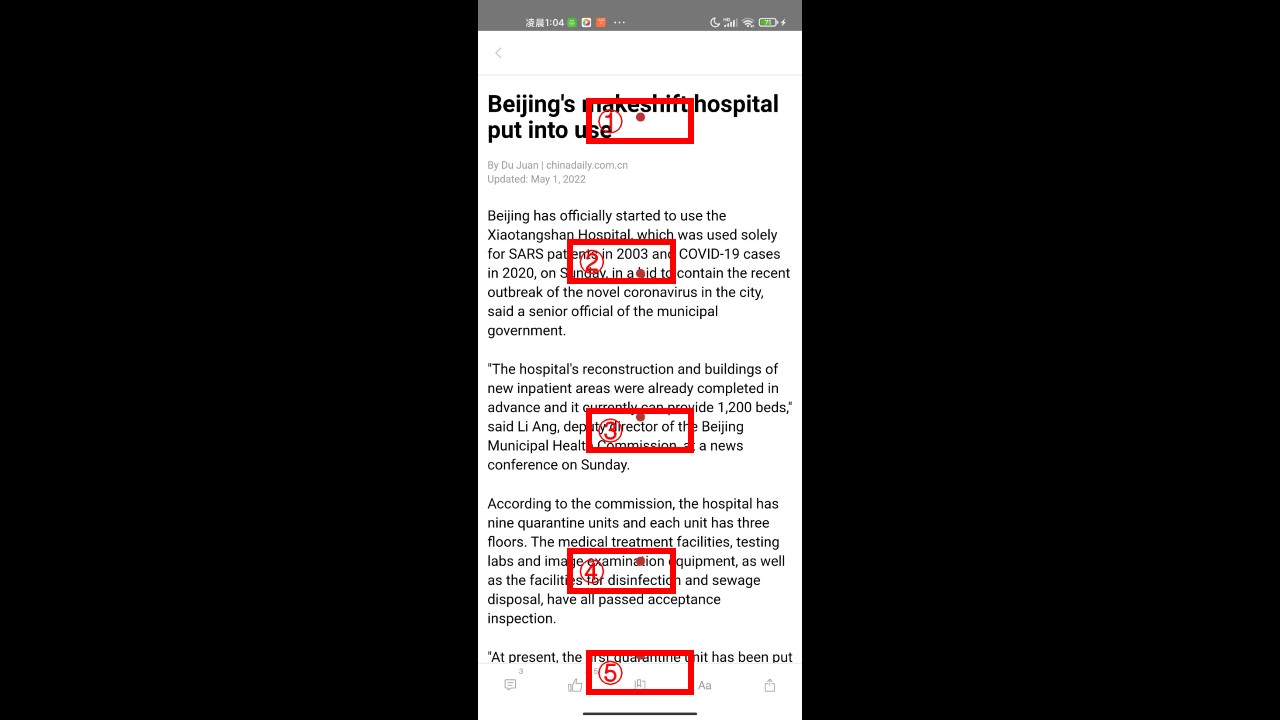 凌晨1:04
Beijing's makeshift hospital
put into use
①
By Du Juan | chinadaily.com.cn
Updated: May 1, 2022
Beijing has officially started to use the
Xiaotangshan Hospital, which was used solely
for SARS patients in 2003 and COVID-19 cases
②
in 2020, on Sunday, in a bid to contain the recent
outbreak of the novel coronavirus in the city,
said a senior official of the municipal
government.
"The hospital's reconstruction and buildings of
new inpatient areas were already completed in
advance and it currently can provide 1,200 beds,"
said Li Ang, deputy director of the Beijing
③
Municipal Health Commission, at a news
conference on Sunday.
According to the commission, the hospital has
nine quarantine units and each unit has three
floors. The medical treatment facilities, testing
labs and image examination equipment, as well
④
as the facilities for disinfection and sewage
disposal, have all passed acceptance
inspection.
"At present, the first quarantine unit has been put
⑤
3
Aa